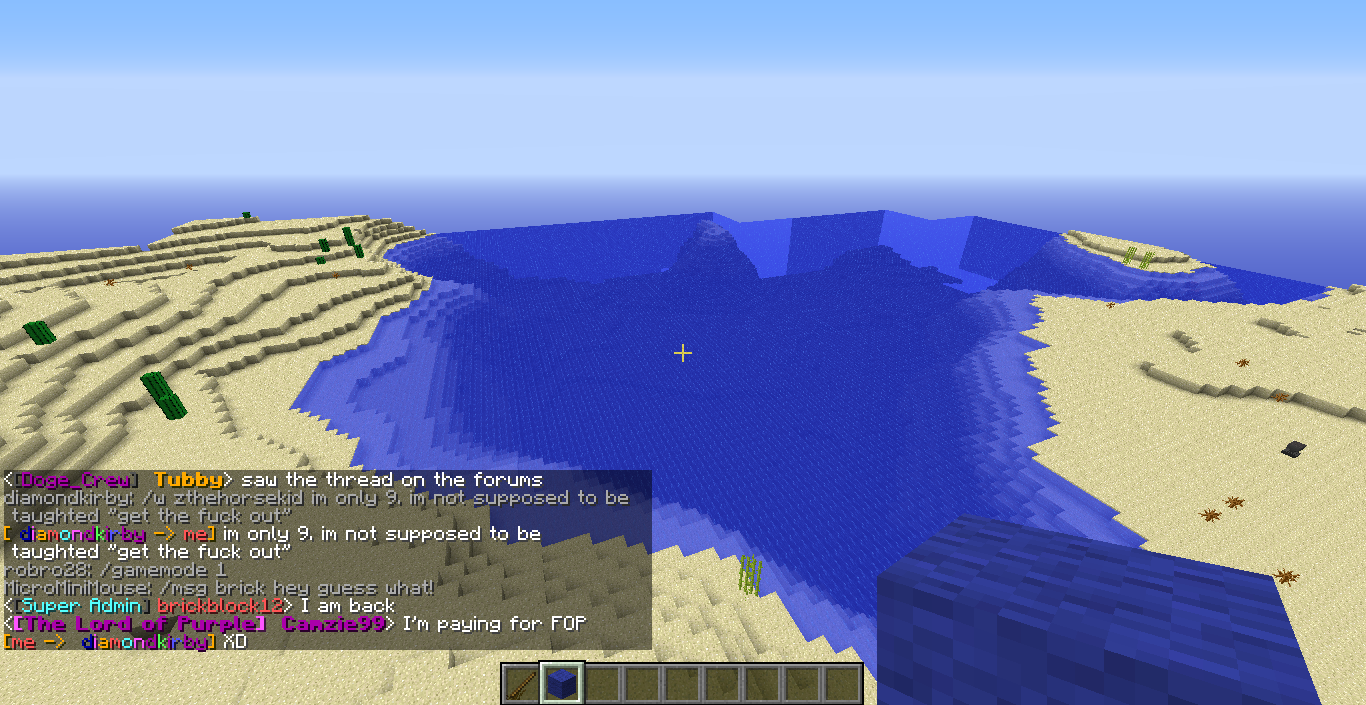 <[Doge_Crew] Tubby> saw the thread on the forums
diamondkirby: /w zthehorsekid im only 9. im not supposed to be
taughted "get the fuck out"
[ diamondkirby -> me] im only 9. im not supposed to be
taughted "get the fuck out"
robro28: /gamemode 1
MicroMiniMouse: /msg brick hey guess what!
<[Super Admin] brickblock12> I am back
<[The Lord of Purple] Camzie99> I'm paying for FOP
[me -> diamondkirby] XD